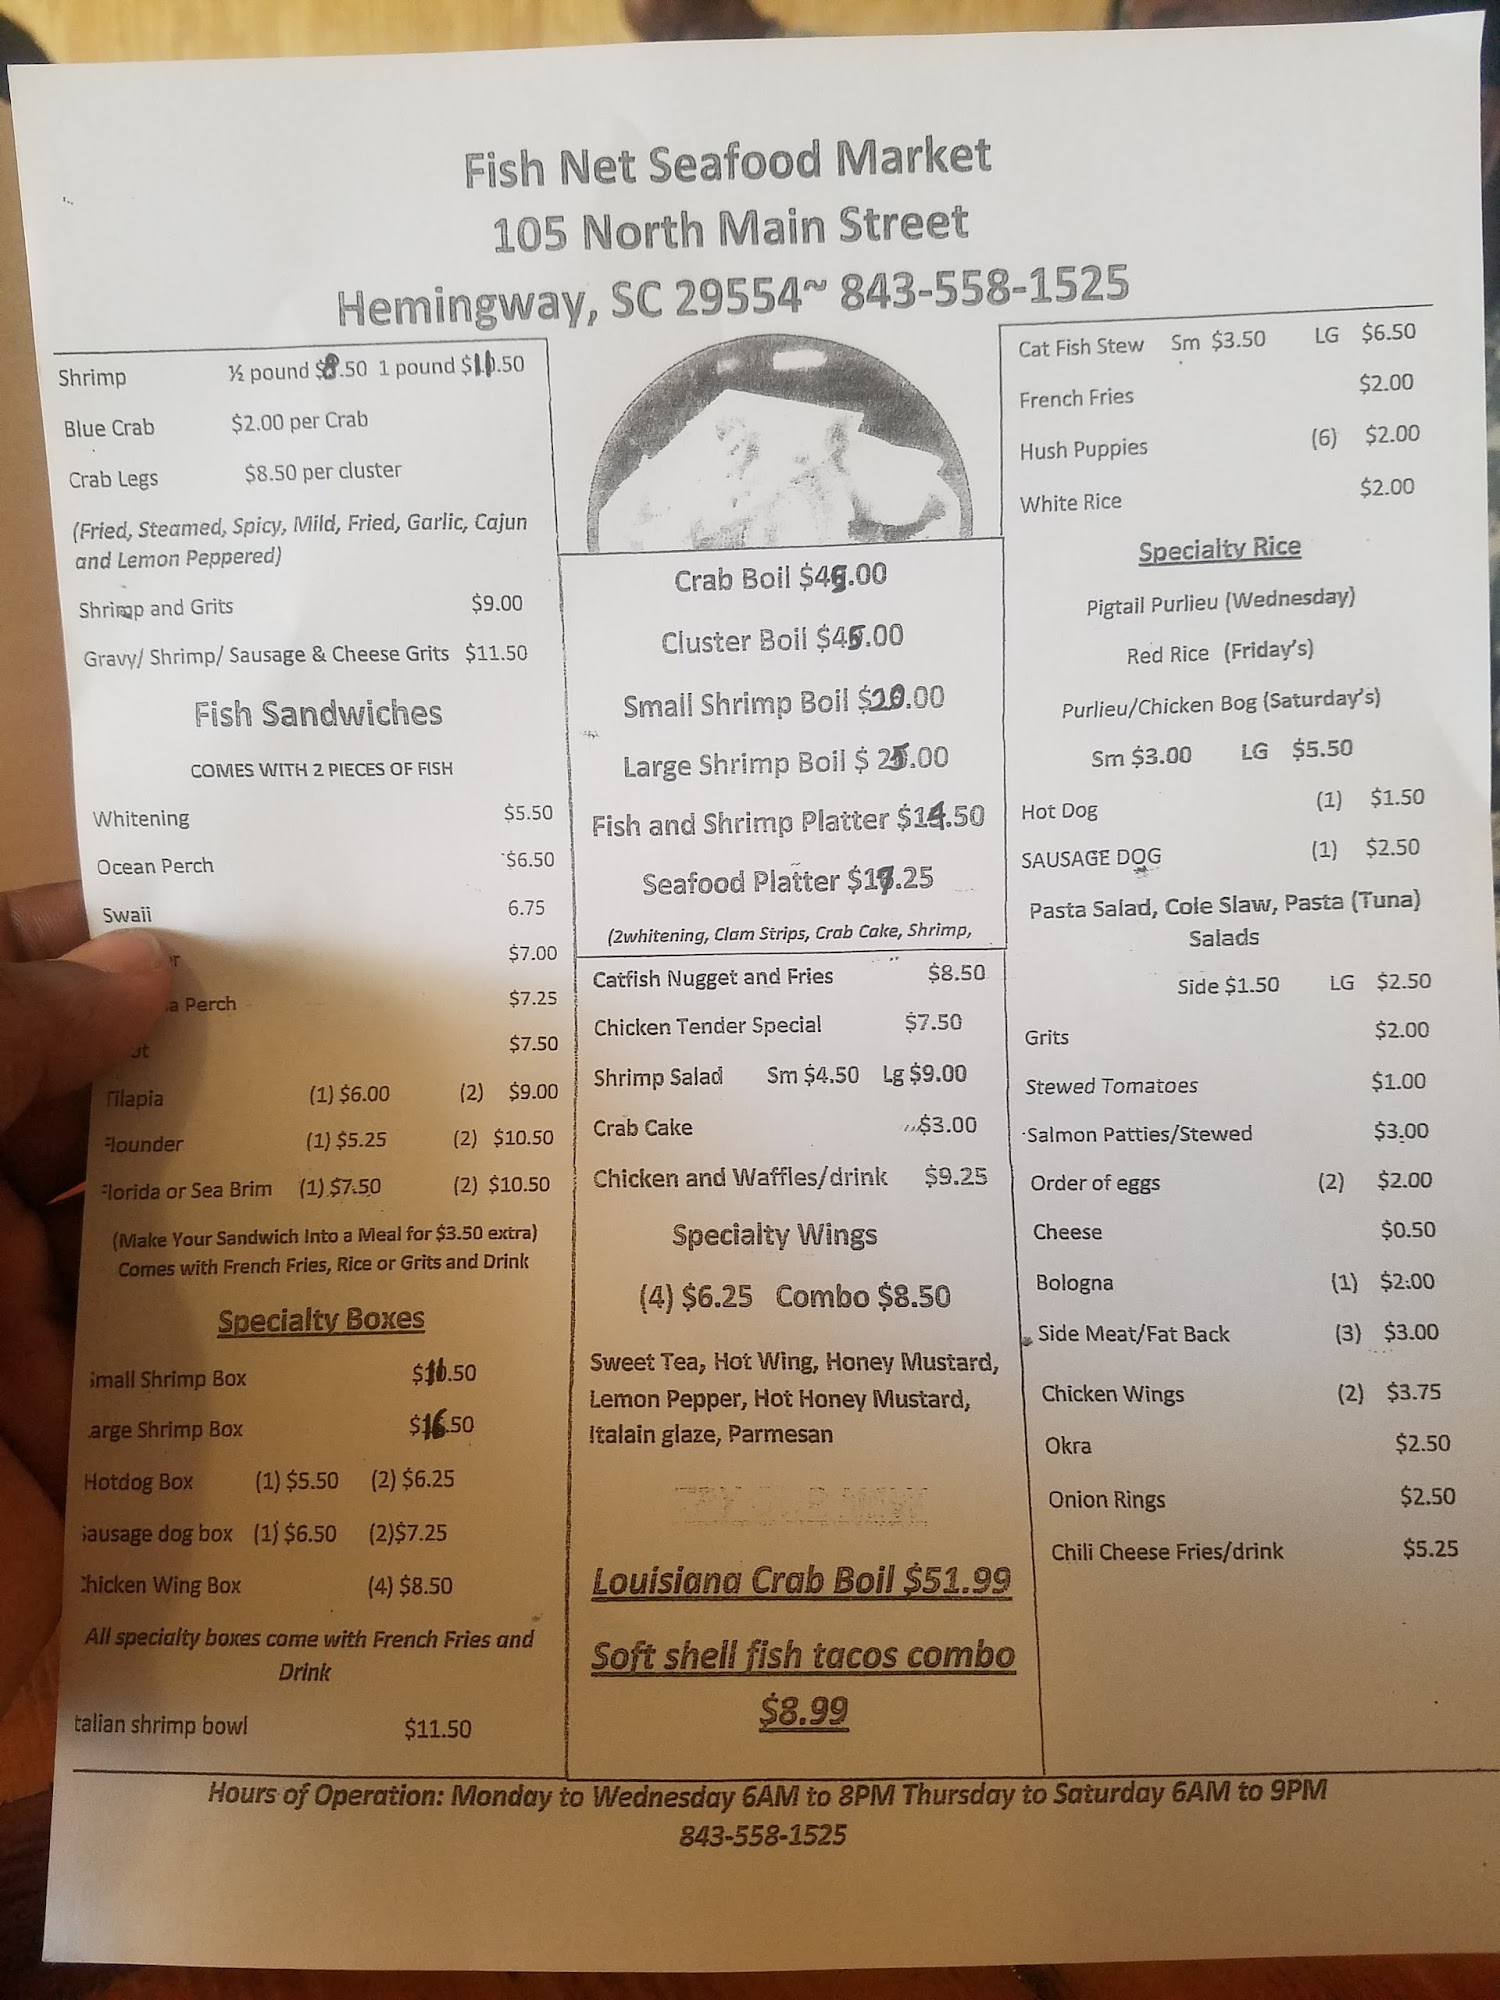 Fish Net Seafood Market
105 North Main Street
Hemingway, SC 29554~ 843-558-1525
Shrimp ½ pound $8.50 1 pound $11.50
Blue Crab $2.00 per Crab
Crab Legs $8.50 per cluster
(Fried, Steamed, Spicy, Mild, Fried, Garlic, Cajun
and Lemon Peppered)
Shrimp and Grits $9.00
Gravy/ Shrimp/ Sausage & Cheese Grits $11.50
Fish Sandwiches
COMES WITH 2 PIECES OF FISH
Whitening $5.50
Ocean Perch $6.50
Swaii 6.75
$7.00
Perch $7.25
$7.50
Tilapia (1) $6.00 (2) $9.00
Flounder (1) $5.25 (2) $10.50
Florida or Sea Brim (1) $7.50 (2) $10.50
(Make Your Sandwich Into a Meal for $3.50 extra)
Comes with French Fries, Rice or Grits and Drink
Specialty Boxes
Small Shrimp Box
Large Shrimp Box $16.50
Hotdog Box (1) $5.50 (2) $6.25
Sausage dog box (1) $6.50 (2)$7.25
Chicken Wing Box (4) $8.50
All specialty boxes come with French Fries and
Drink
talian shrimp bowl $11.50
Crab Boil
Cluster Boil
Small Shrimp Boil
Large Shrimp Boil
Fish and Shrimp Platter $14.50
Seafood Platter
(2whitening, Clam Strips, Crab Cake, Shrimp,
Catfish Nugget and Fries $8.50
Chicken Tender Special $7.50
Shrimp Salad Sm $4.50 Lg $9.00
Crab Cake $3.00
Chicken and Waffles/drink $9.25
Specialty Wings
(4) $6.25 Combo $8.50
Sweet Tea, Hot Wing, Honey Mustard,
Lemon Pepper, Hot Honey Mustard,
Italain glaze, Parmesan
Louisiana Crab Boil $51.99
Soft shell fish tacos combo
$8.99
Cat Fish Stew Sm $3.50 LG $6.50
French Fries $2.00
Hush Puppies (6) $2.00
White Rice $2.00
Specialty Rice
Pigtail Purlieu (Wednesday)
Red Rice (Friday's)
Purlieu/Chicken Bog (Saturday's)
Sm $3.00 LG $5.50
Hot Dog (1) $1.50
SAUSAGE DOG (1) $2.50
Pasta Salad, Cole Slaw, Pasta (Tuna)
Salads
Side $1.50 LG $2.50
Grits $2.00
Stewed Tomatoes $1.00
Salmon Patties/Stewed $3.00
Order of eggs (2) $2.00
Cheese $0.50
Bologna (1) $2.00
Side Meat/Fat Back (3) $3.00
Chicken Wings (2) $3.75
Okra $2.50
Onion Rings $2.50
Chili Cheese Fries/drink $5.25
Hours of Operation: Monday to Wednesday 6AM to 8PM Thursday to Saturday 6AM to 9PM
843-558-1525